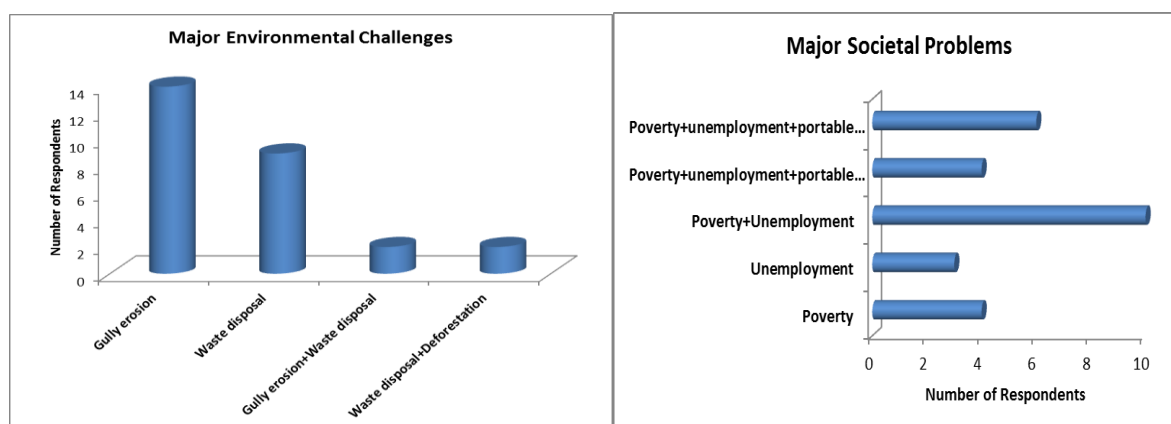 Major Environmental Challenges
Number of Respondents
14
12
10
8
6
4
2
0
Gully erosion
Waste disposal
Gully erosion+Waste disposal
Waste disposal+Deforestation
Major Societal Problems
Poverty+unemployment+portable...
Poverty+unemployment+portable...
Poverty+Unemployment
Unemployment
Poverty
0 2 4 6 8 10
Number of Respondents